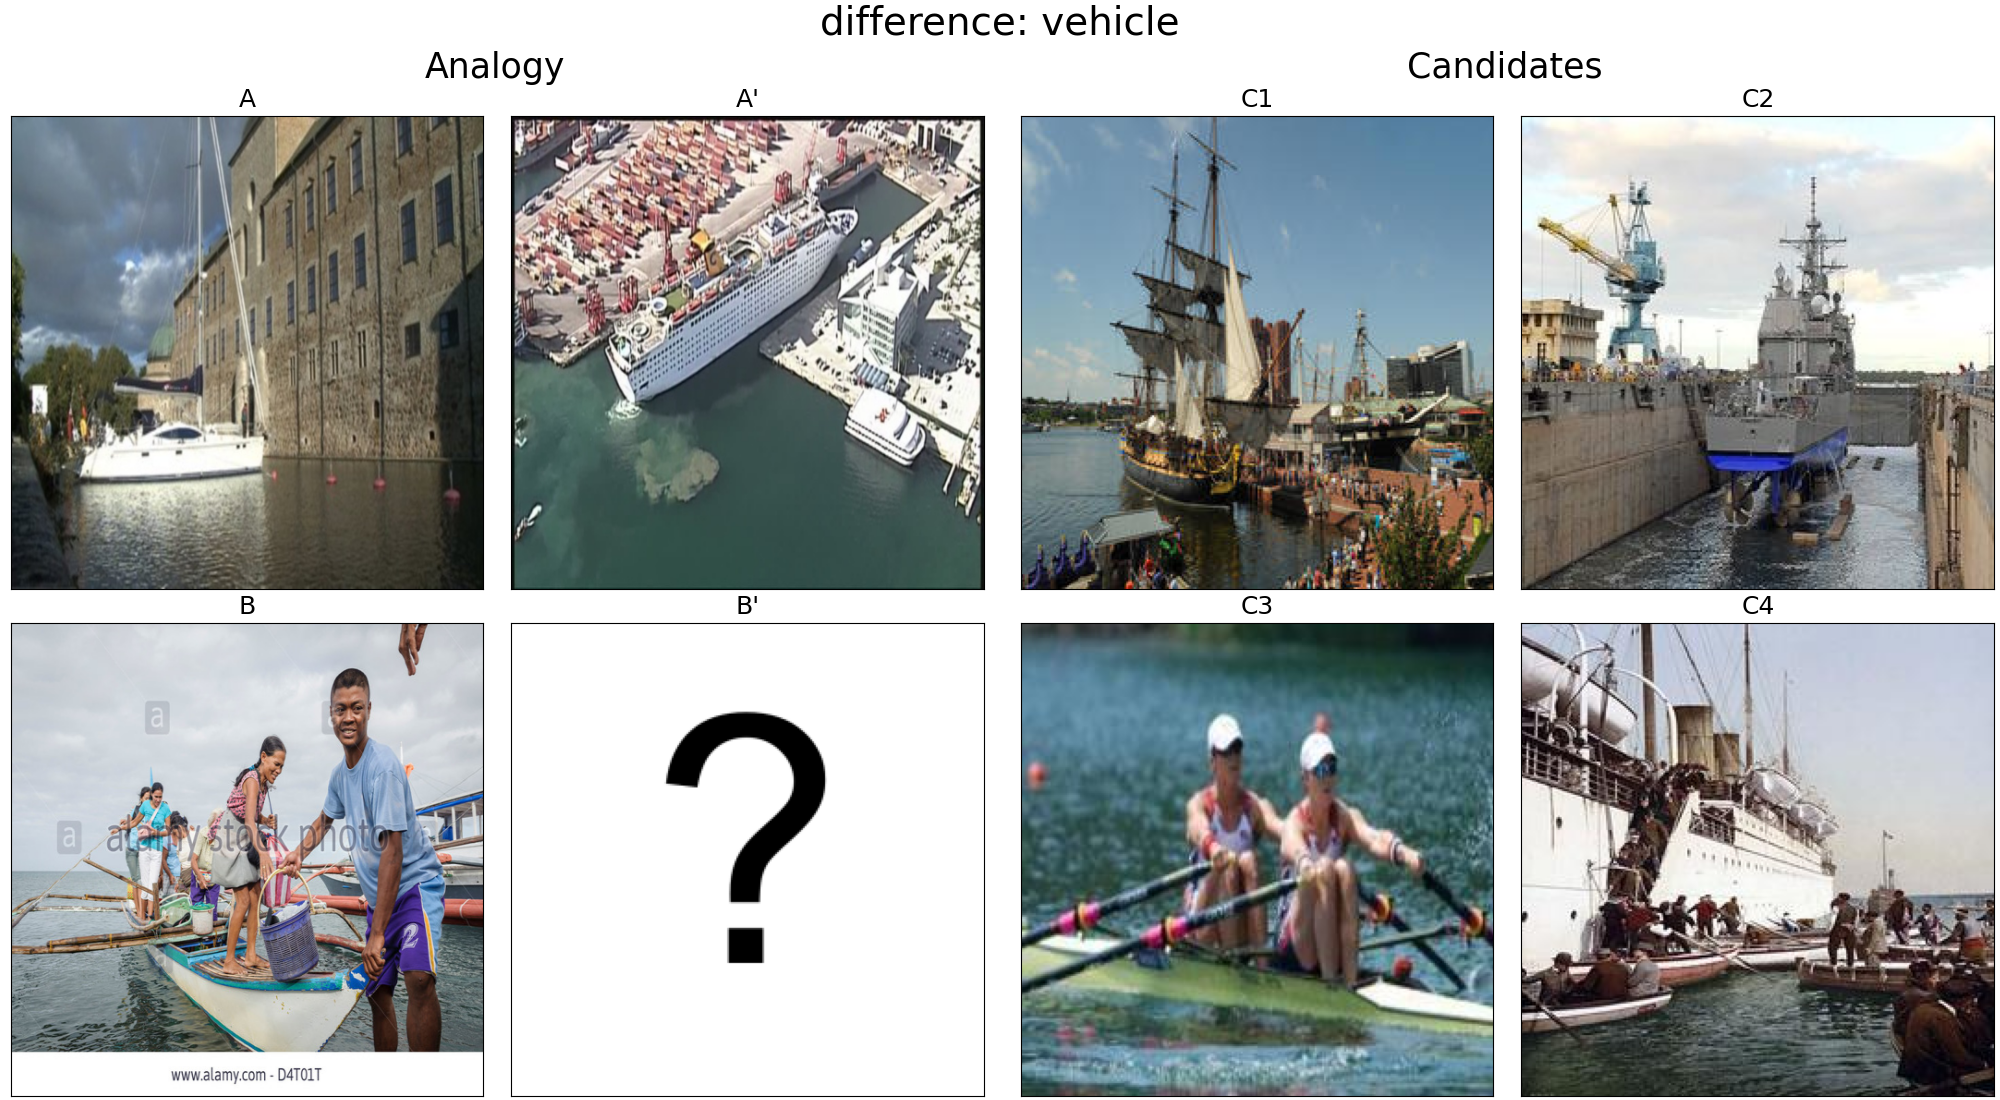 difference: vehicle
Analogy
Candidates
A
A'
C1
C2
B
B'
C3
C4
?
a
a
alamy stock photo
2
www.alamy.com - D4T01T